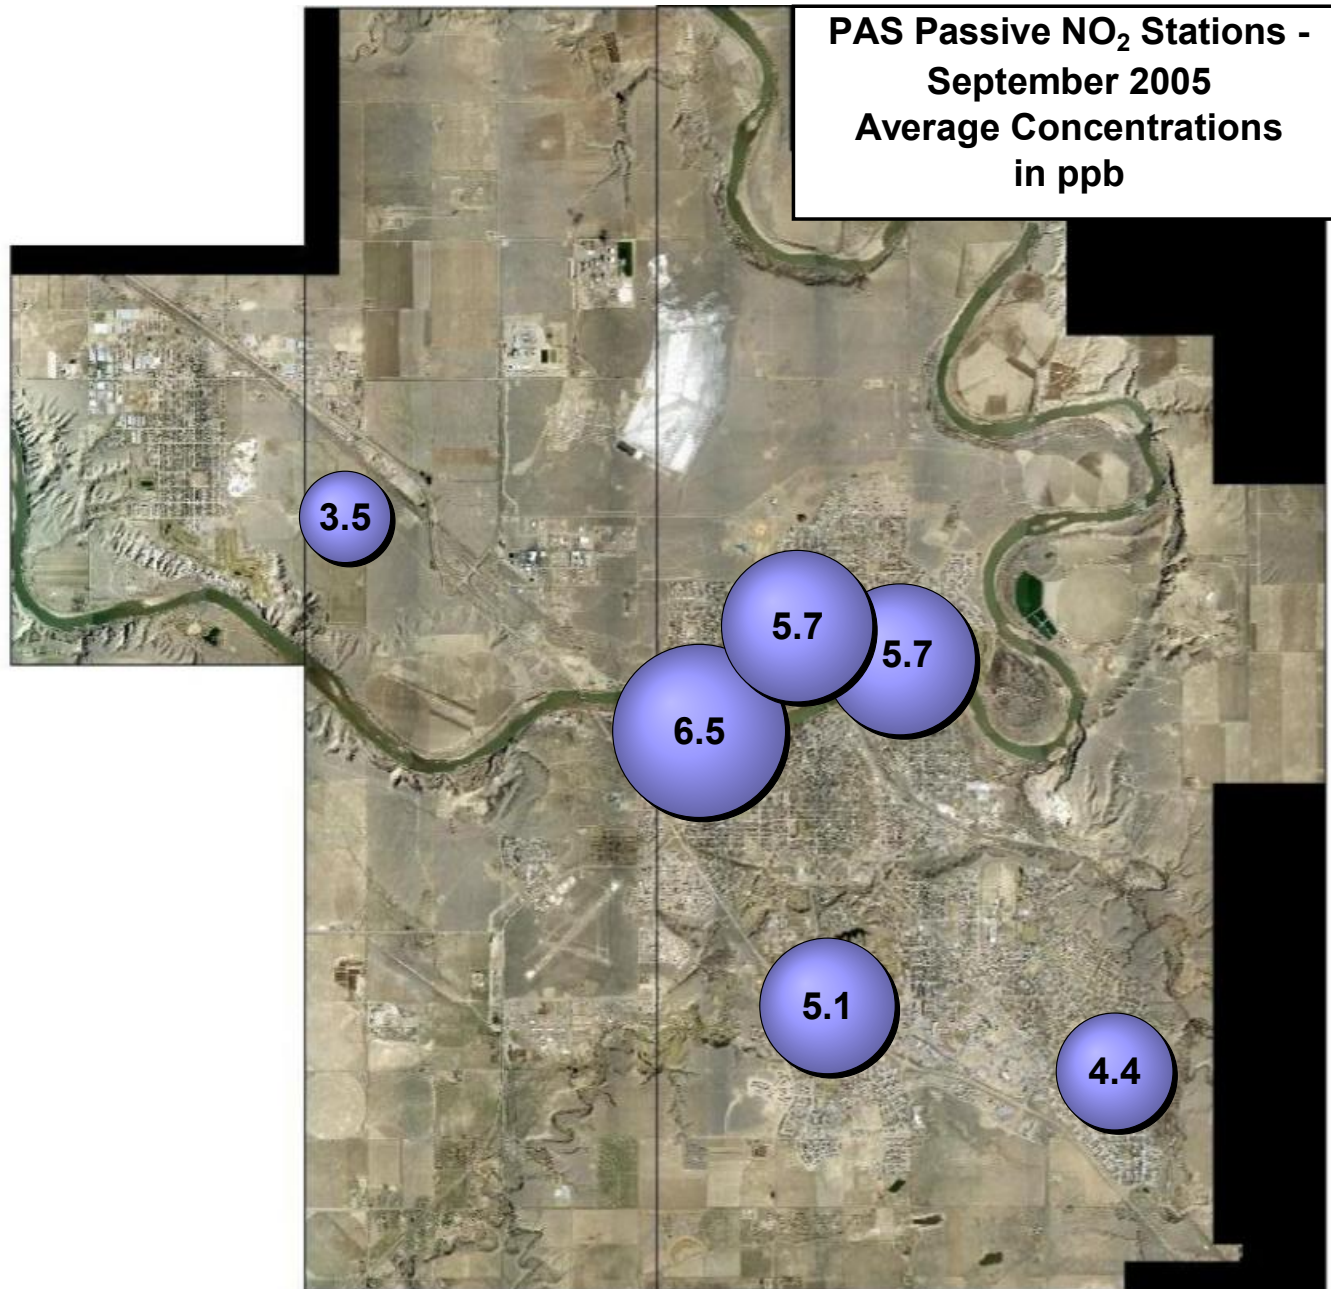 PAS Passive NO₂ Stations -
September 2005
Average Concentrations
in ppb
3.5
5.7
5.7
6.5
5.1
4.4